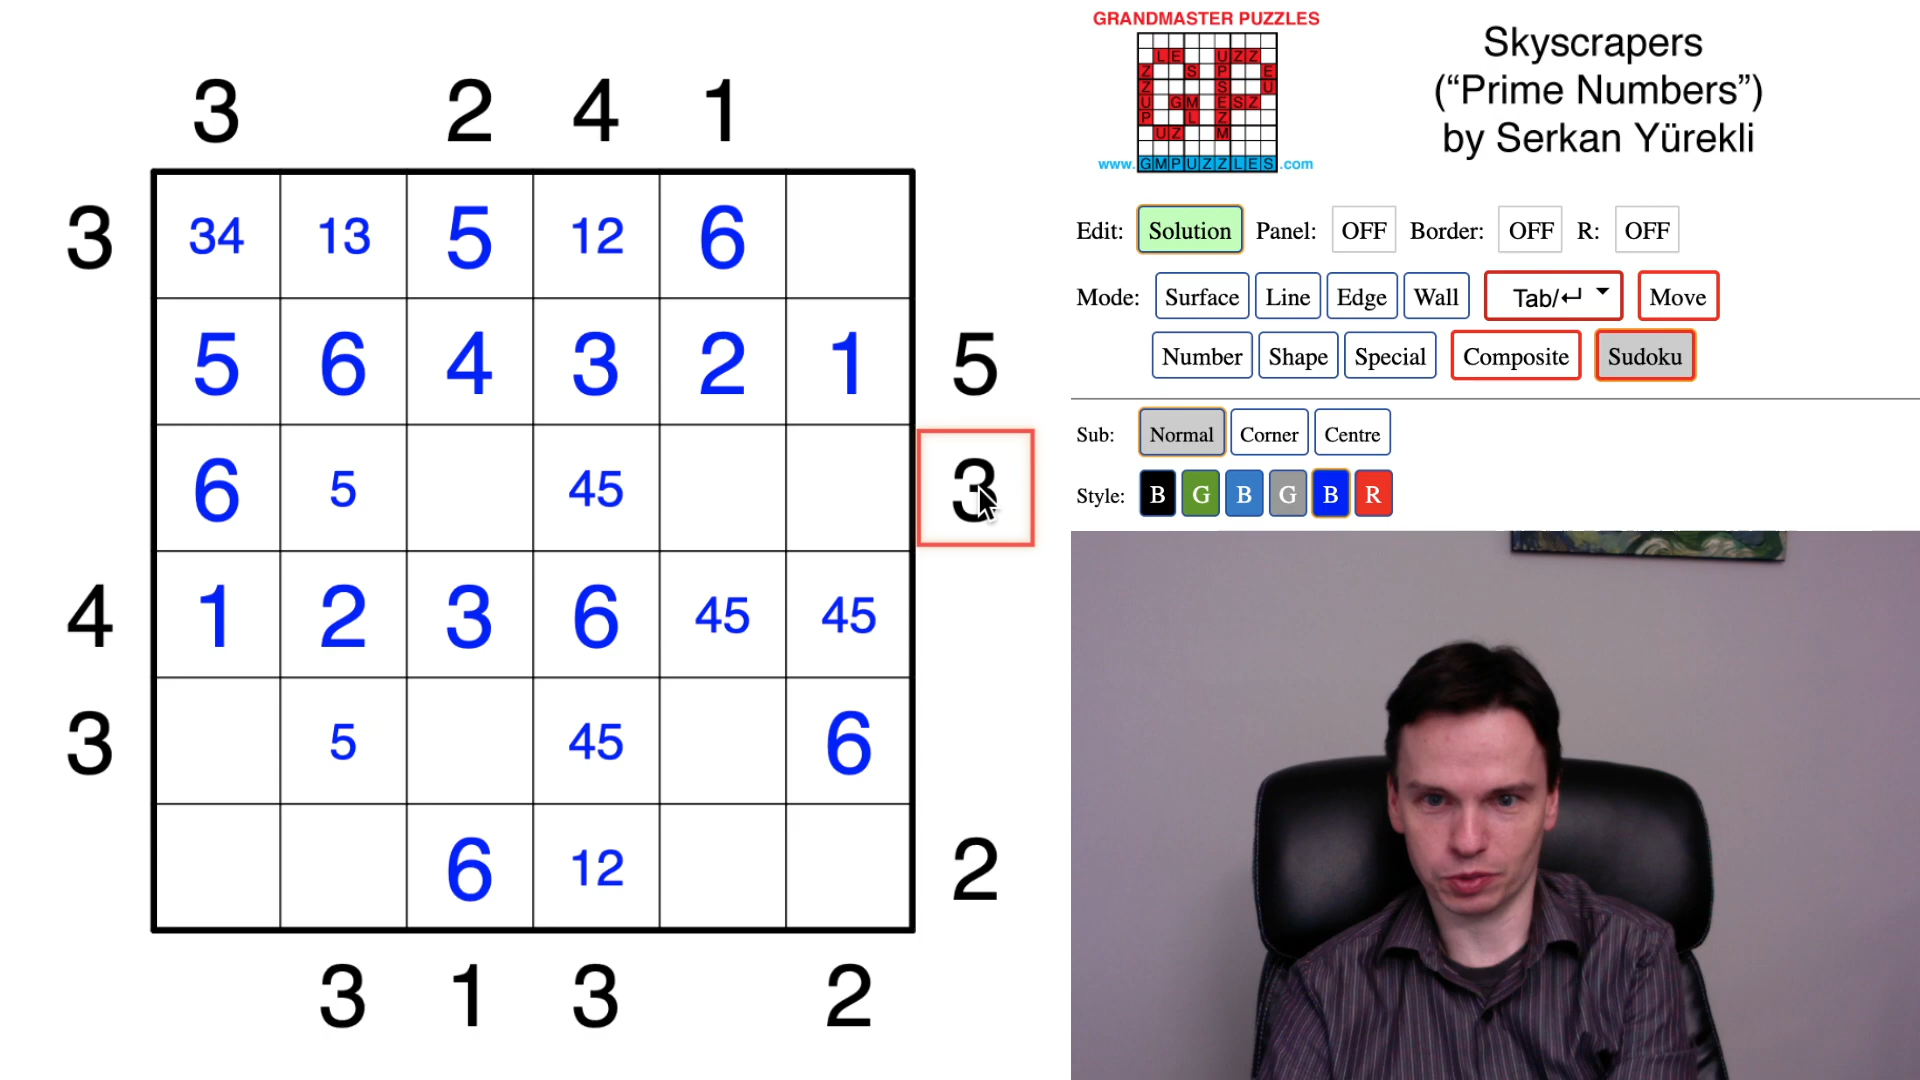 GRANDMASTER PUZZLES
www.GMPUZZLES.com
Skyscrapers
(“Prime Numbers”)
by Serkan Yürekli
Edit: Solution Panel: OFF Border: OFF R: OFF
Mode: Surface Line Edge Wall Tab/↵ Move
Number Shape Special Composite Sudoku
Sub: Normal Corner Centre
Style: B G B G B R
3 2 4 1
3 34 13 5 12 6
5 6 4 3 2 1 5
6 5 45 3
4 1 2 3 6 45 45
3 5 45 6
6 12 2
3 1 3 2